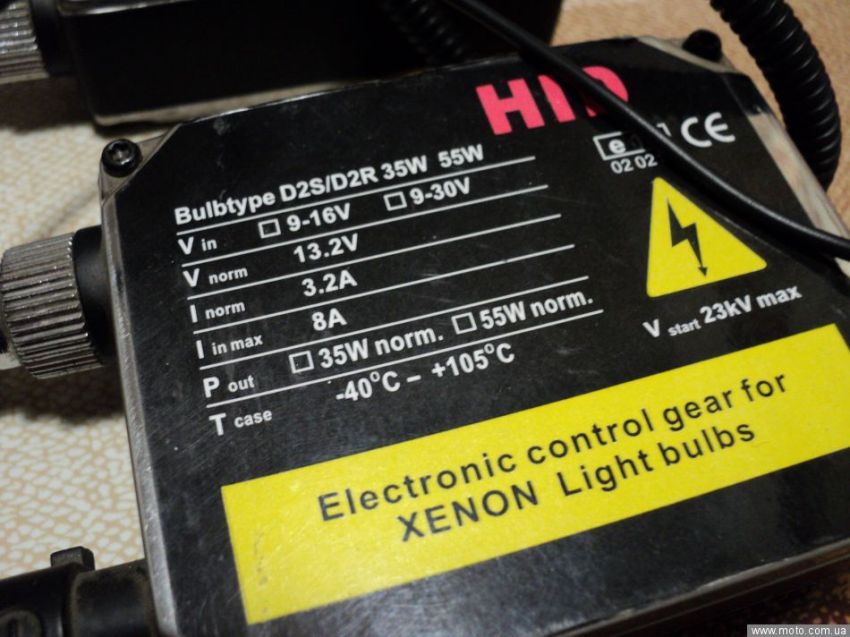 HID
Bulbtype D2S/D2R 35W 55W
V in ☐ 9-16V ☐ 9-30V
V norm 13.2V
I norm 3.2A
I in max 8A
P out ☐ 35W norm. ☐ 55W norm.
T case -40°C – +105°C
e
02 02
CE
V start 23kV max
Electronic control gear for
XENON Light bulbs
www.moto.com.ua